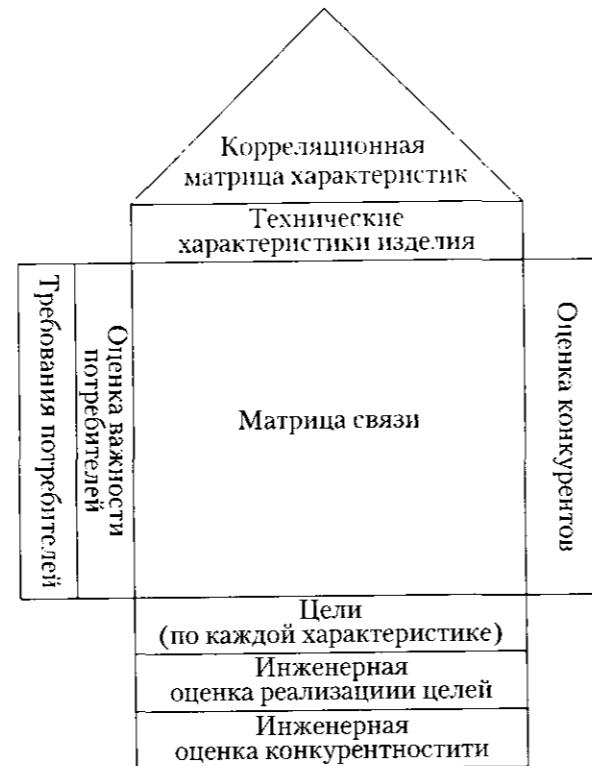 Корреляционная
матрица характеристик
Технические
характеристики изделия
Требования потребителей
Оценка важности
потребителей
Матрица связи
Оценка конкурентов
Цели
(по каждой характеристике)
Инженерная
оценка реализациии целей
Инженерная
оценка конкурентностити